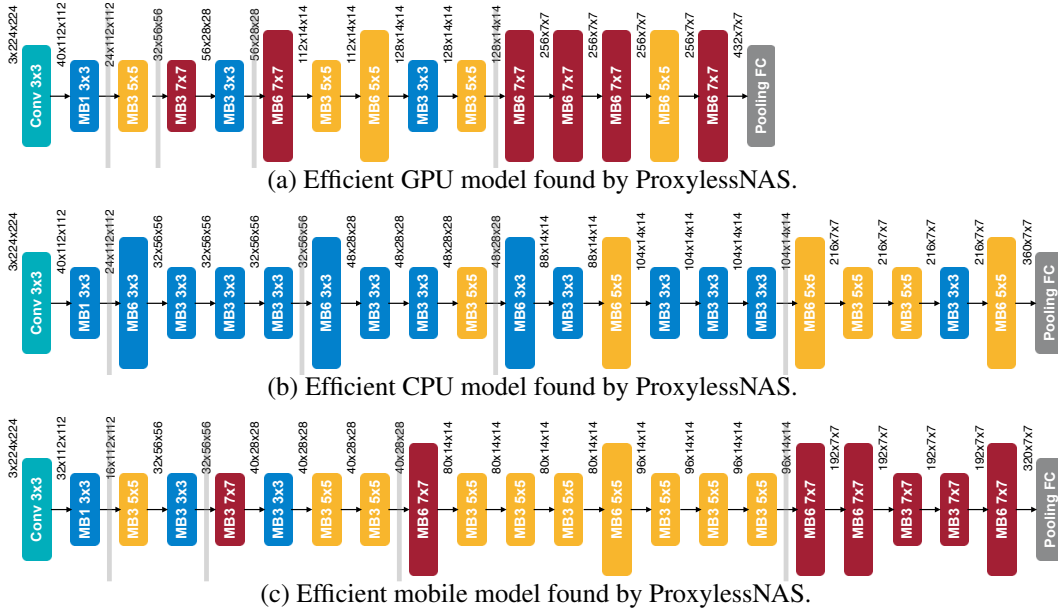 3x224x224
40x112x112
24x112x112
32x56x56
56x28x28
56x28x28
112x14x14
112x14x14
128x14x14
128x14x14
128x14x14
256x7x7
256x7x7
256x7x7
256x7x7
432x7x7
Conv 3x3
MB1 3x3
MB3 5x5
MB3 7x7
MB3 3x3
MB6 7x7
MB3 5x5
MB6 5x5
MB3 3x3
MB3 5x5
MB6 7x7
MB6 7x7
MB6 7x7
MB6 5x5
MB6 7x7
Pooling FC
(a) Efficient GPU model found by ProxylessNAS.
3x224x224
40x112x112
24x112x112
32x56x56
32x56x56
32x56x56
32x56x56
48x28x28
48x28x28
48x28x28
48x28x28
88x14x14
88x14x14
104x14x14
104x14x14
104x14x14
104x14x14
216x7x7
216x7x7
216x7x7
216x7x7
360x7x7
Conv 3x3
MB1 3x3
MB6 3x3
MB3 3x3
MB3 3x3
MB3 3x3
MB6 3x3
MB3 3x3
MB3 3x3
MB3 5x5
MB6 3x3
MB3 3x3
MB6 5x5
MB3 3x3
MB3 3x3
MB3 3x3
MB6 5x5
MB3 5x5
MB3 5x5
MB3 3x3
MB6 5x5
Pooling FC
(b) Efficient CPU model found by ProxylessNAS.
3x224x224
32x112x112
16x112x112
32x56x56
32x56x56
40x28x28
40x28x28
40x28x28
40x28x28
80x14x14
80x14x14
80x14x14
80x14x14
96x14x14
96x14x14
96x14x14
96x14x14
192x7x7
192x7x7
192x7x7
192x7x7
320x7x7
Conv 3x3
MB1 3x3
MB3 5x5
MB3 3x3
MB3 7x7
MB3 3x3
MB3 5x5
MB3 5x5
MB6 7x7
MB3 5x5
MB3 5x5
MB3 5x5
MB6 5x5
MB3 5x5
MB3 5x5
MB3 5x5
MB6 7x7
MB6 7x7
MB3 7x7
MB3 7x7
MB6 7x7
Pooling FC
(c) Efficient mobile model found by ProxylessNAS.